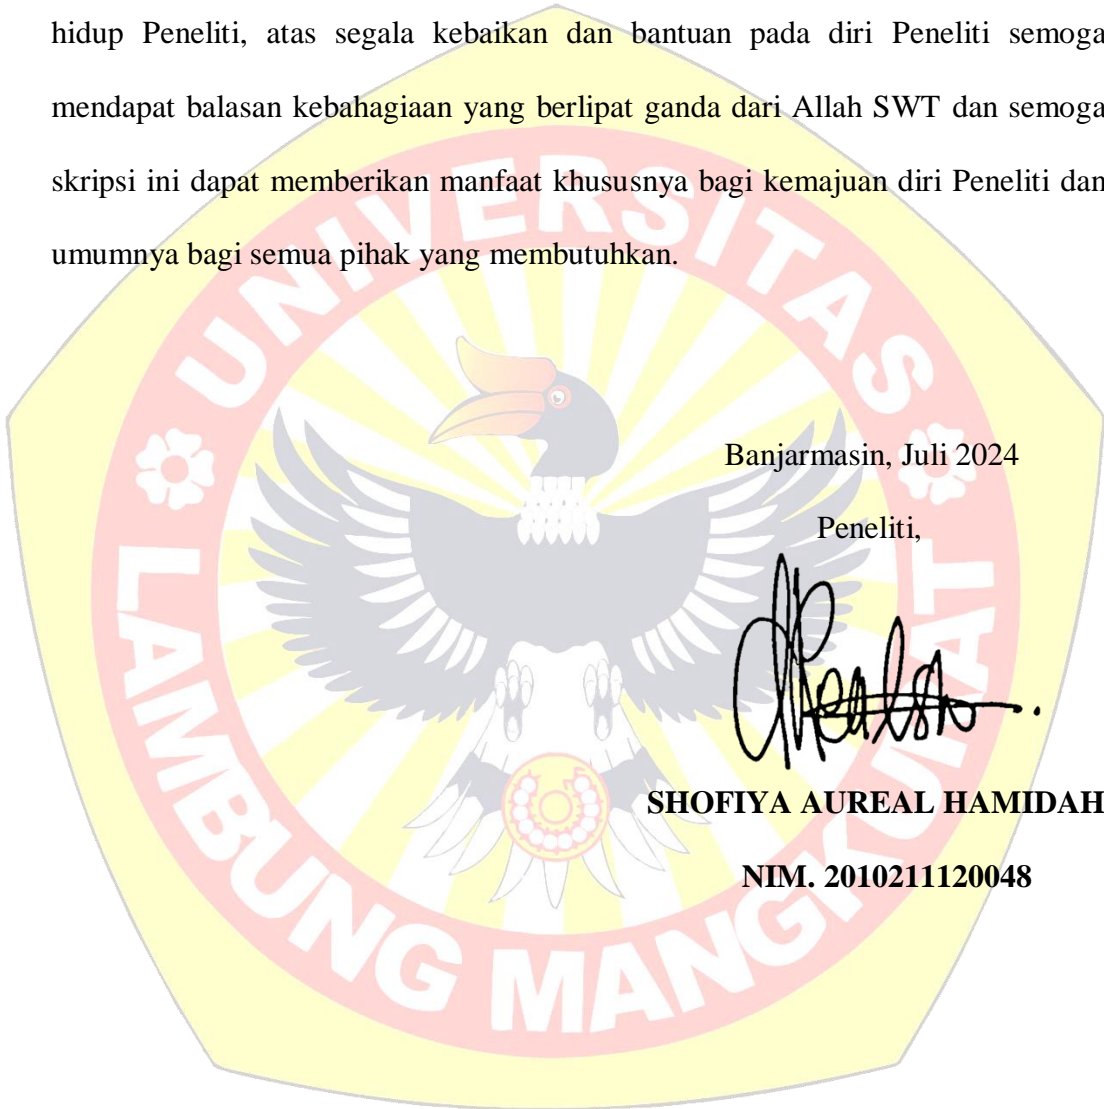 hidup Peneliti, atas segala kebaikan dan bantuan pada diri Peneliti semoga
mendapat balasan kebahagiaan yang berlipat ganda dari Allah SWT dan semoga
skripsi ini dapat memberikan manfaat khususnya bagi kemajuan diri Peneliti dan
umumnya bagi semua pihak yang membutuhkan.
UNIVERSITAS
LAMBUNG MANGKURAT
Banjarmasin, Juli 2024
Peneliti,
SHOFIYA AUREAL HAMIDAH
NIM. 2010211120048